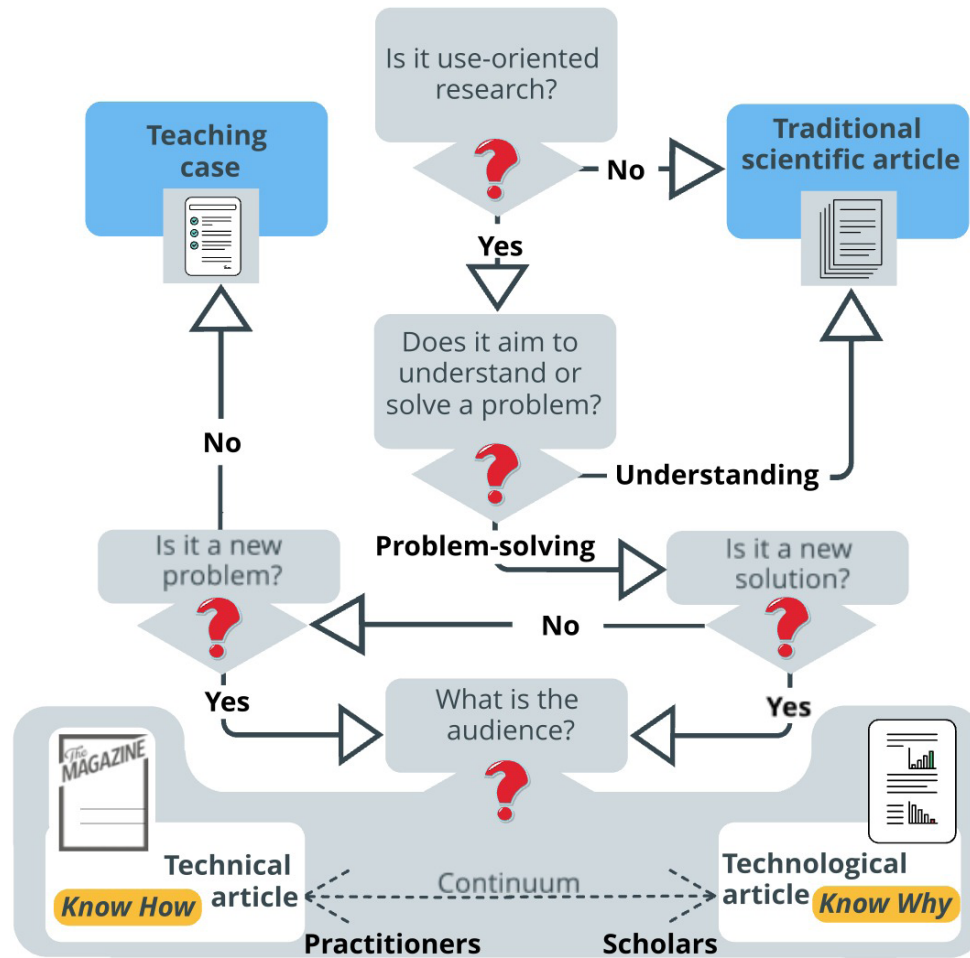 Is it use-oriented
research?
Teaching
case
Traditional
scientific article
No
Yes
Does it aim to
understand or
solve a problem?
No
Understanding
Problem-solving
Is it a new
problem?
Is it a new
solution?
No
Yes
What is the
audience?
Yes
The
MAGAZINE
Technical
article
Know How
Continuum
Technological
article
Know Why
Practitioners
Scholars